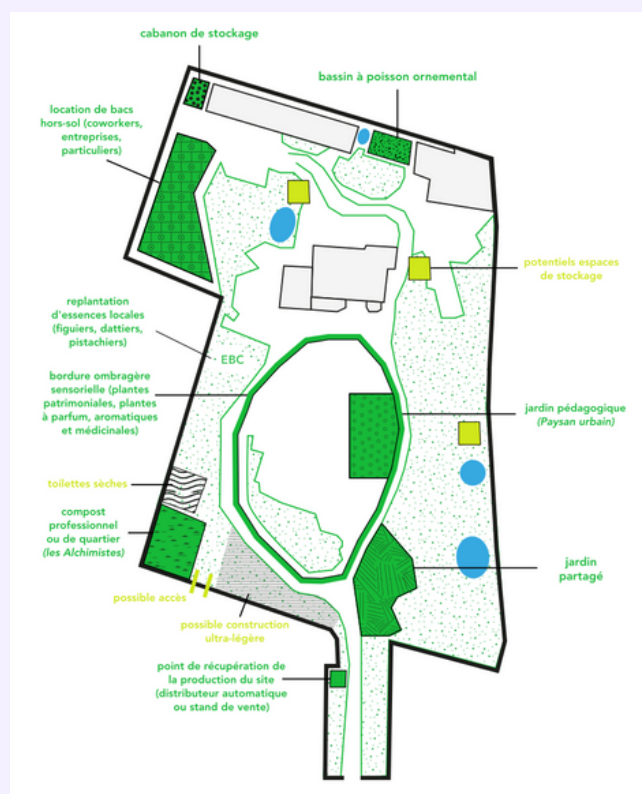 cabanon de stockage
bassin à poisson ornemental
location de bacs
hors-sol (coworkers,
entreprises,
particuliers)
potentiels espaces
de stockage
replantation
d'essences locales
(figuiers, dattiers,
pistachiers)
EBC
bordure ombragère
sensorielle (plantes
patrimoniales, plantes
à parfum, aromatiques
et médicinales)
jardin pédagogique
(Paysan urbain)
toilettes sèches
compost
professionnel
ou de quartier
(les Alchimistes)
jardin
partagé
possible accès
possible construction
ultra-légère
point de récupération de
la production du site
(distributeur automatique
ou stand de vente)